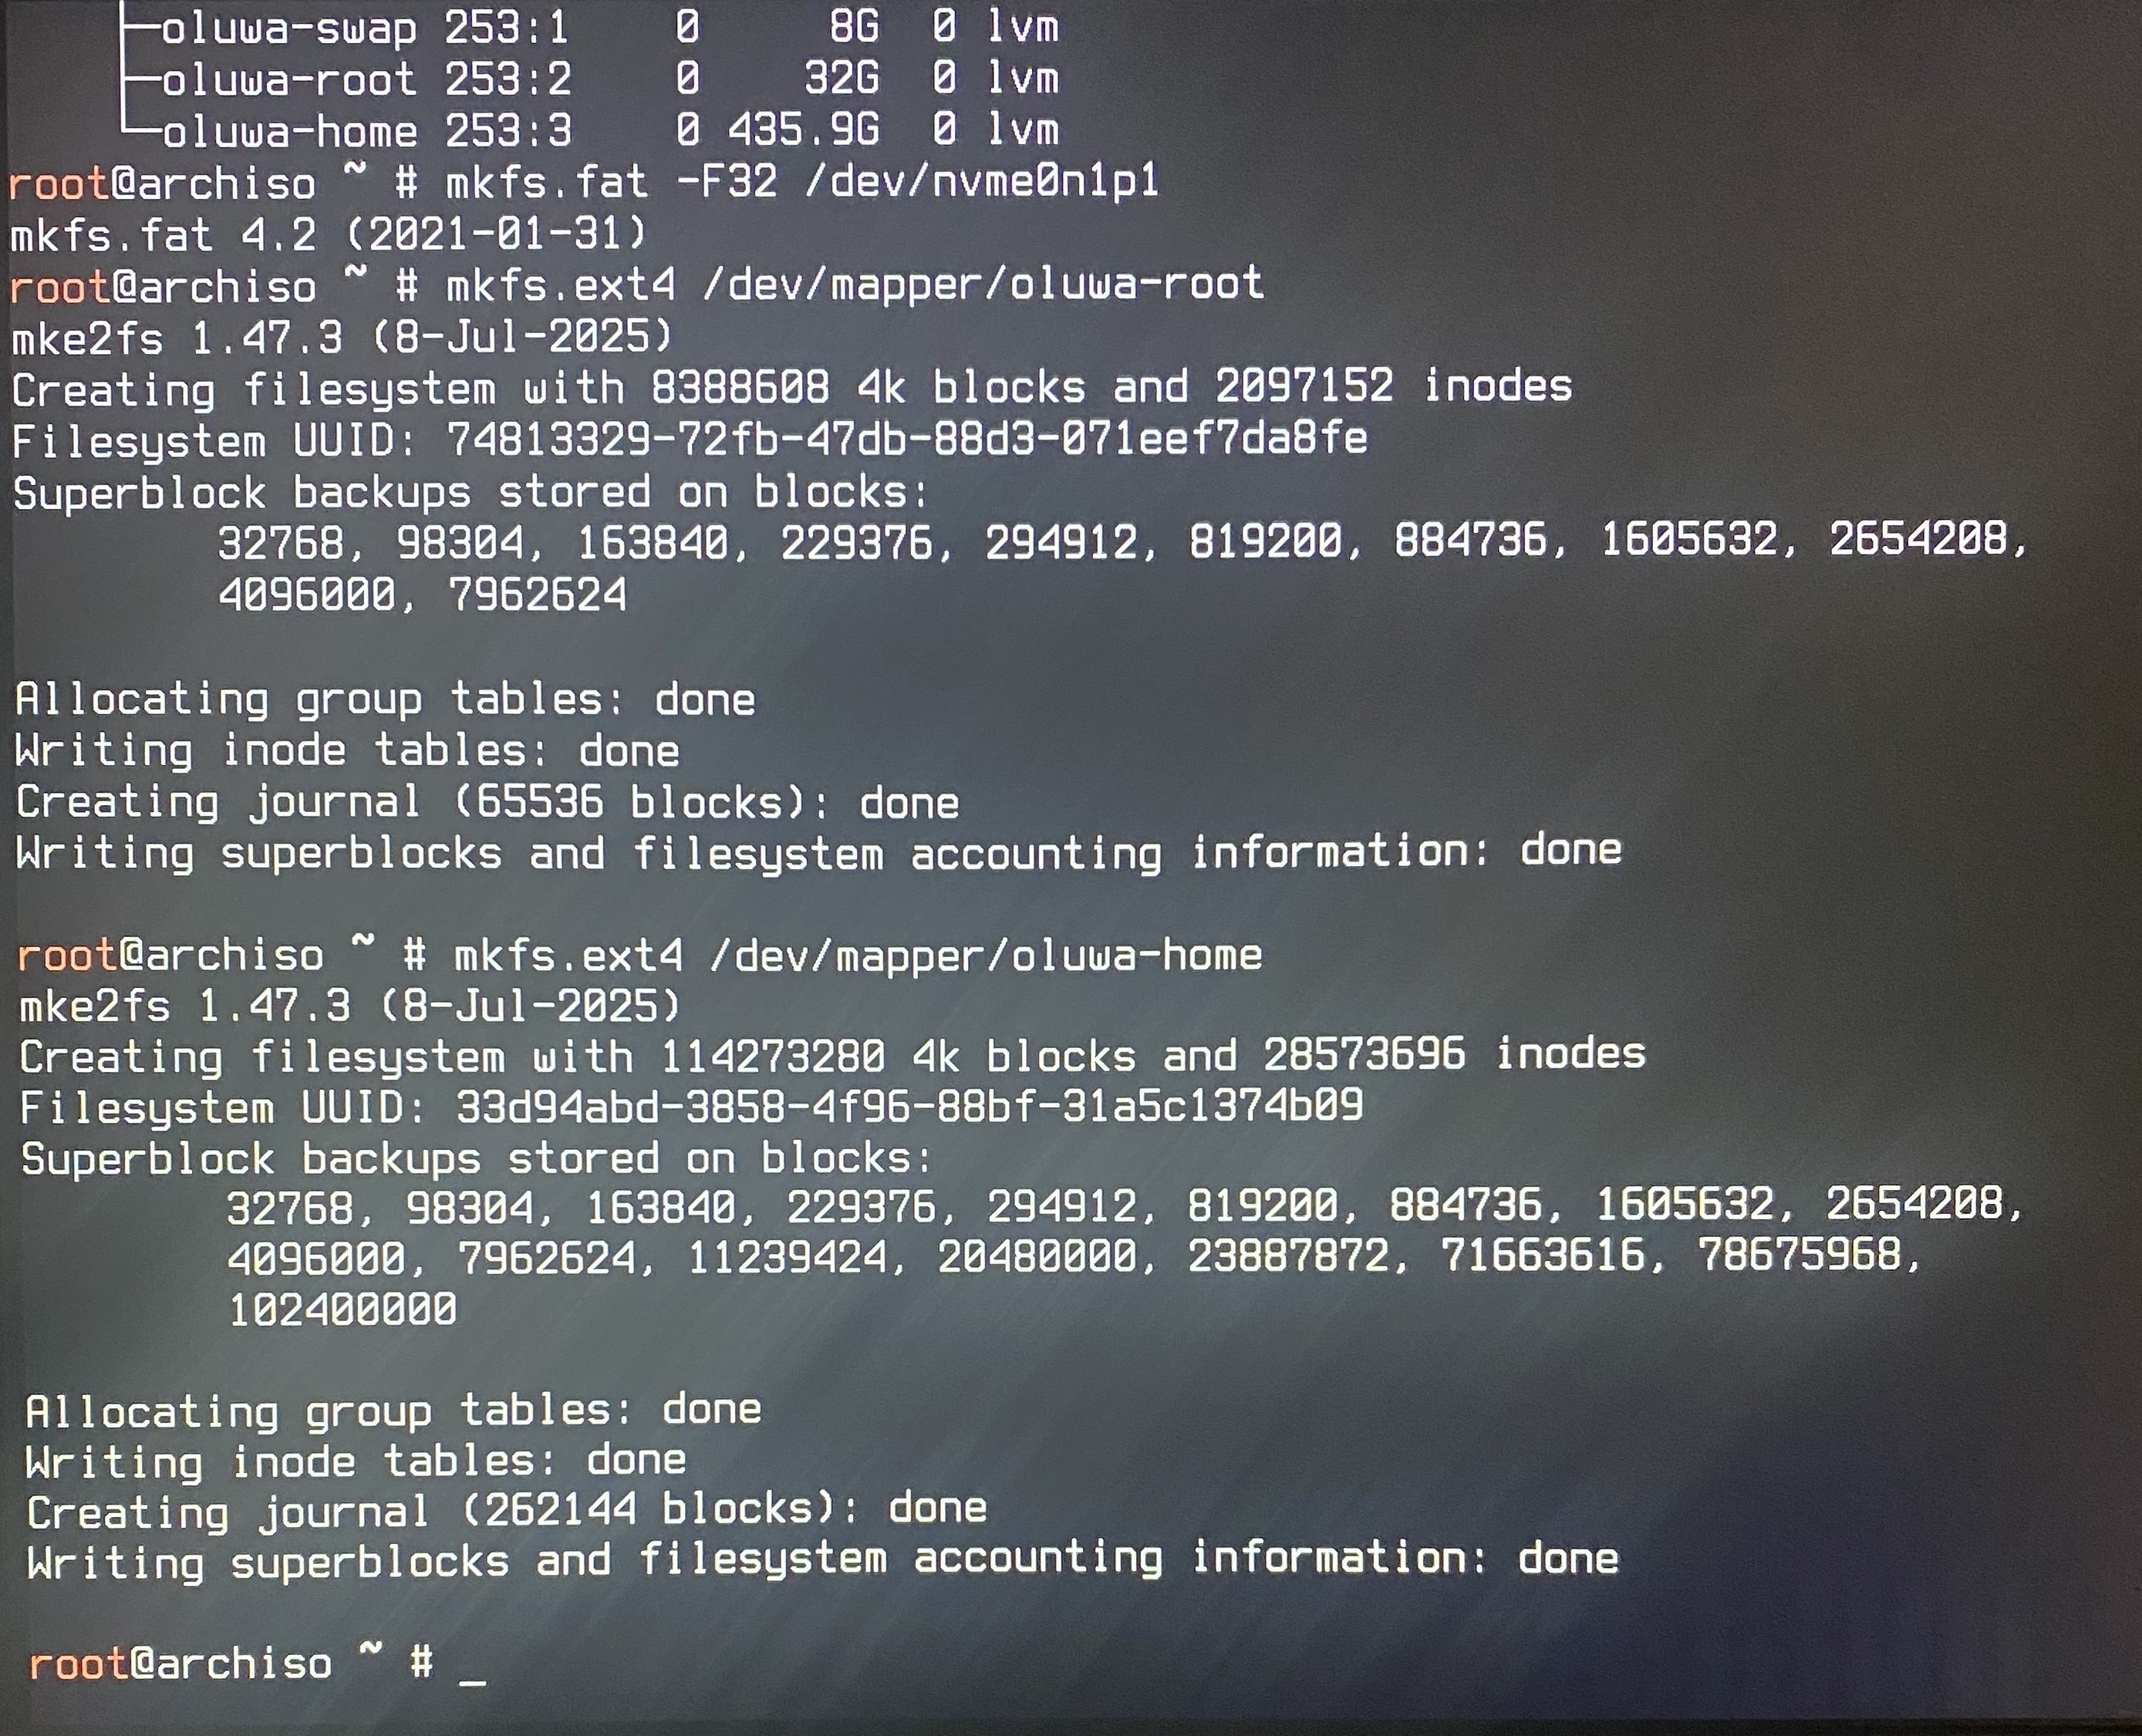 ├─oluwa-swap 253:1    0     8G  0 lvm
├─oluwa-root 253:2    0    32G  0 lvm
└─oluwa-home 253:3    0 435.9G  0 lvm
root@archiso ~ # mkfs.fat -F32 /dev/nvme0n1p1
mkfs.fat 4.2 (2021-01-31)
root@archiso ~ # mkfs.ext4 /dev/mapper/oluwa-root
mke2fs 1.47.3 (8-Jul-2025)
Creating filesystem with 8388608 4k blocks and 2097152 inodes
Filesystem UUID: 74813329-72fb-47db-88d3-071eef7da8fe
Superblock backups stored on blocks:
        32768, 98304, 163840, 229376, 294912, 819200, 884736, 1605632, 2654208,
        4096000, 7962624

Allocating group tables: done
Writing inode tables: done
Creating journal (65536 blocks): done
Writing superblocks and filesystem accounting information: done

root@archiso ~ # mkfs.ext4 /dev/mapper/oluwa-home
mke2fs 1.47.3 (8-Jul-2025)
Creating filesystem with 114273280 4k blocks and 28573696 inodes
Filesystem UUID: 33d94abd-3858-4f96-88bf-31a5c1374b09
Superblock backups stored on blocks:
        32768, 98304, 163840, 229376, 294912, 819200, 884736, 1605632, 2654208,
        4096000, 7962624, 11239424, 20480000, 23887872, 71663616, 78675968,
        102400000

Allocating group tables: done
Writing inode tables: done
Creating journal (262144 blocks): done
Writing superblocks and filesystem accounting information: done

root@archiso ~ # _